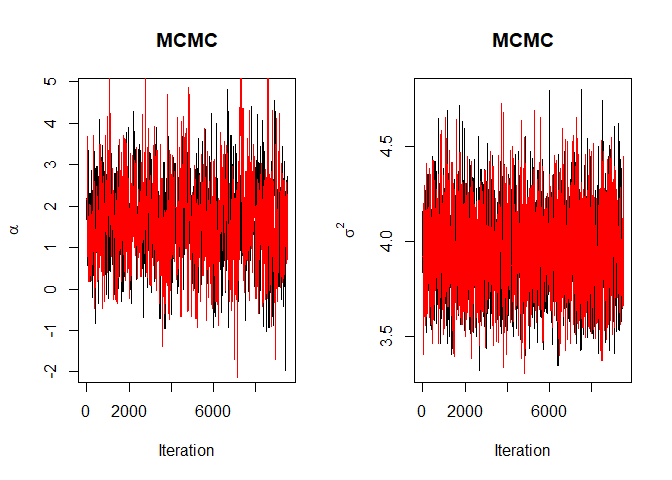 MCMC
α
5
4
3
2
1
0
-1
-2
0 2000 6000
Iteration
MCMC
σ²
4.5
4.0
3.5
0 2000 6000
Iteration